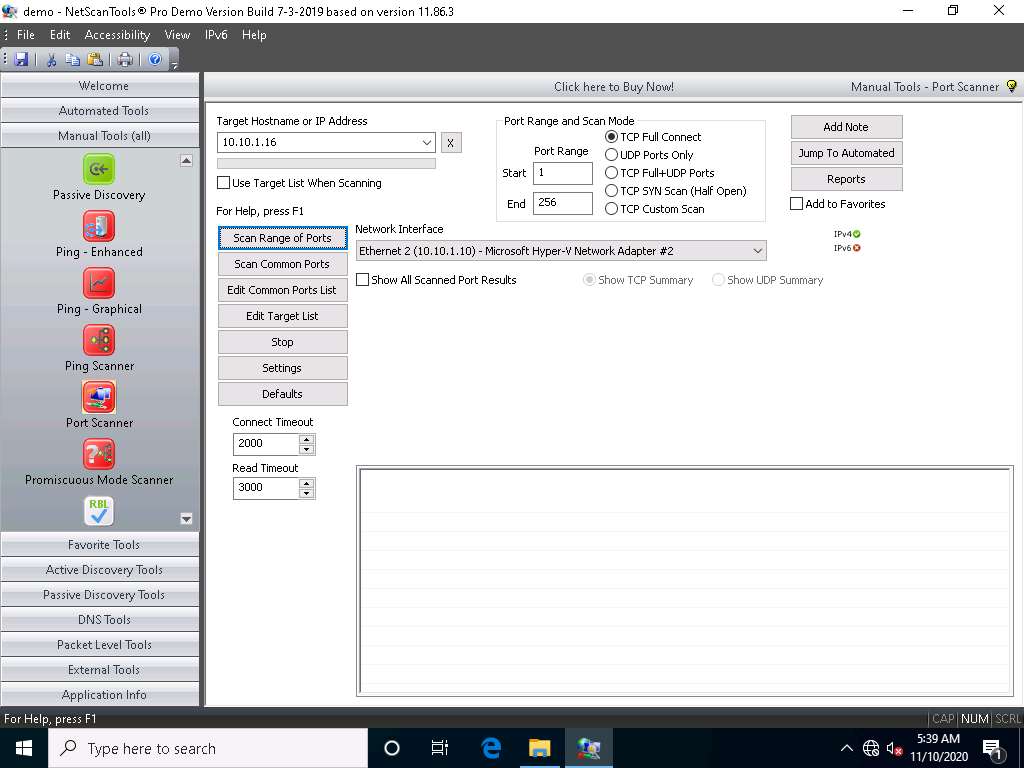 demo - NetScanTools® Pro Demo Version Build 7-3-2019 based on version 11.86.3
File Edit Accessibility View IPv6 Help
Welcome
Automated Tools
Manual Tools (all)
Passive Discovery
Ping - Enhanced
Ping - Graphical
Ping Scanner
Port Scanner
Promiscuous Mode Scanner
RBL
Favorite Tools
Active Discovery Tools
Passive Discovery Tools
DNS Tools
Packet Level Tools
External Tools
Application Info
Click here to Buy Now!
Manual Tools - Port Scanner
Target Hostname or IP Address
10.10.1.16
X
Use Target List When Scanning
For Help, press F1
Scan Range of Ports
Scan Common Ports
Edit Common Ports List
Edit Target List
Stop
Settings
Defaults
Connect Timeout
2000
Read Timeout
3000
Port Range and Scan Mode
Port Range
Start 1
End 256
TCP Full Connect
UDP Ports Only
TCP Full+UDP Ports
TCP SYN Scan (Half Open)
TCP Custom Scan
Network Interface
Ethernet 2 (10.10.1.10) - Microsoft Hyper-V Network Adapter #2
Show All Scanned Port Results
Show TCP Summary
Show UDP Summary
Add Note
Jump To Automated
Reports
Add to Favorites
IPv4
IPv6
For Help, press F1
CAP NUM SCRL
Type here to search
5:39 AM
11/10/2020
1